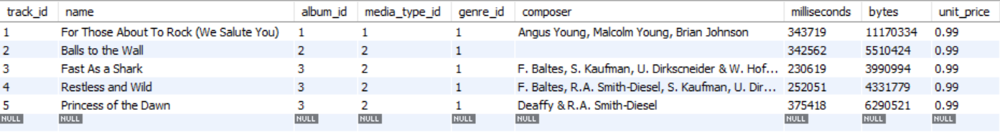 track_id name album_id media_type_id genre_id composer milliseconds bytes unit_price
1 For Those About To Rock (We Salute You) 1 1 1 Angus Young, Malcolm Young, Brian Johnson 343719 11170334 0.99
2 Balls to the Wall 2 2 1 342562 5510424 0.99
3 Fast As a Shark 3 2 1 F. Baltes, S. Kaufman, U. Dirkscneider & W. Hof... 230619 3990994 0.99
4 Restless and Wild 3 2 1 F. Baltes, R.A. Smith-Diesel, S. Kaufman, U. Dir... 252051 4331779 0.99
5 Princess of the Dawn 3 2 1 Deaffy & R.A. Smith-Diesel 375418 6290521 0.99
NULL NULL NULL NULL NULL NULL NULL NULL NULL